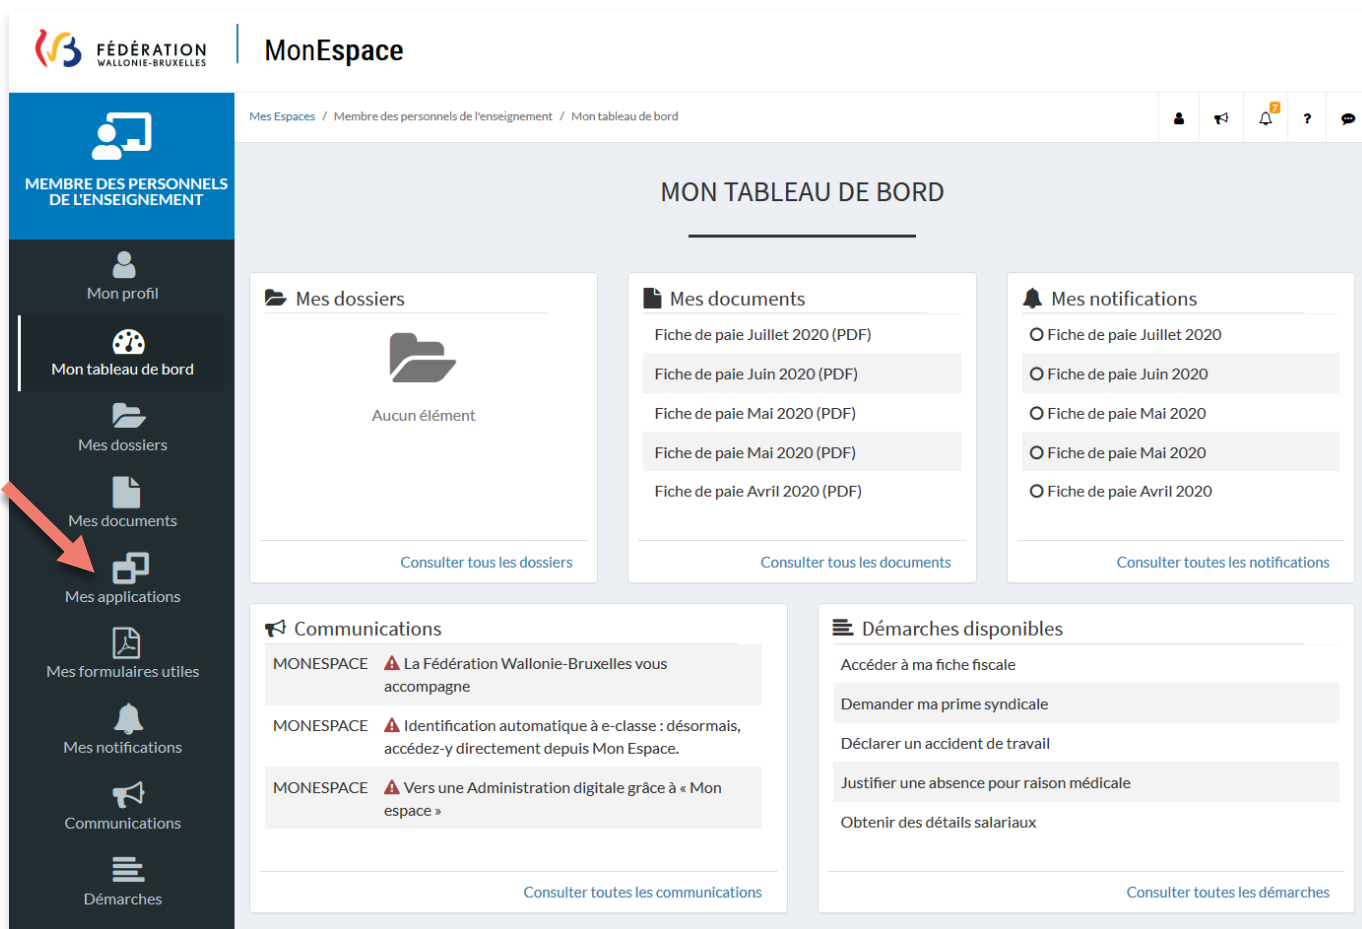 FÉDÉRATION
WALLONIE-BRUXELLES
MonEspace
MEMBRE DES PERSONNELS
DE L'ENSEIGNEMENT
Mon profil
Mon tableau de bord
Mes dossiers
Mes documents
Mes applications
Mes formulaires utiles
Mes notifications
Communications
Démarches
Mes Espaces / Membre des personnels de l'enseignement / Mon tableau de bord
7
?
MON TABLEAU DE BORD
Mes dossiers
Aucun élément
Consulter tous les dossiers
Mes documents
Fiche de paie Juillet 2020 (PDF)
Fiche de paie Juin 2020 (PDF)
Fiche de paie Mai 2020 (PDF)
Fiche de paie Mai 2020 (PDF)
Fiche de paie Avril 2020 (PDF)
Consulter tous les documents
Mes notifications
Fiche de paie Juillet 2020
Fiche de paie Juin 2020
Fiche de paie Mai 2020
Fiche de paie Mai 2020
Fiche de paie Avril 2020
Consulter toutes les notifications
Communications
MONESPACE La Fédération Wallonie-Bruxelles vous
accompagne
MONESPACE Identification automatique à e-classe : désormais,
accédez-y directement depuis Mon Espace.
MONESPACE Vers une Administration digitale grâce à « Mon
espace »
Consulter toutes les communications
Démarches disponibles
Accéder à ma fiche fiscale
Demander ma prime syndicale
Déclarer un accident de travail
Justifier une absence pour raison médicale
Obtenir des détails salariaux
Consulter toutes les démarches